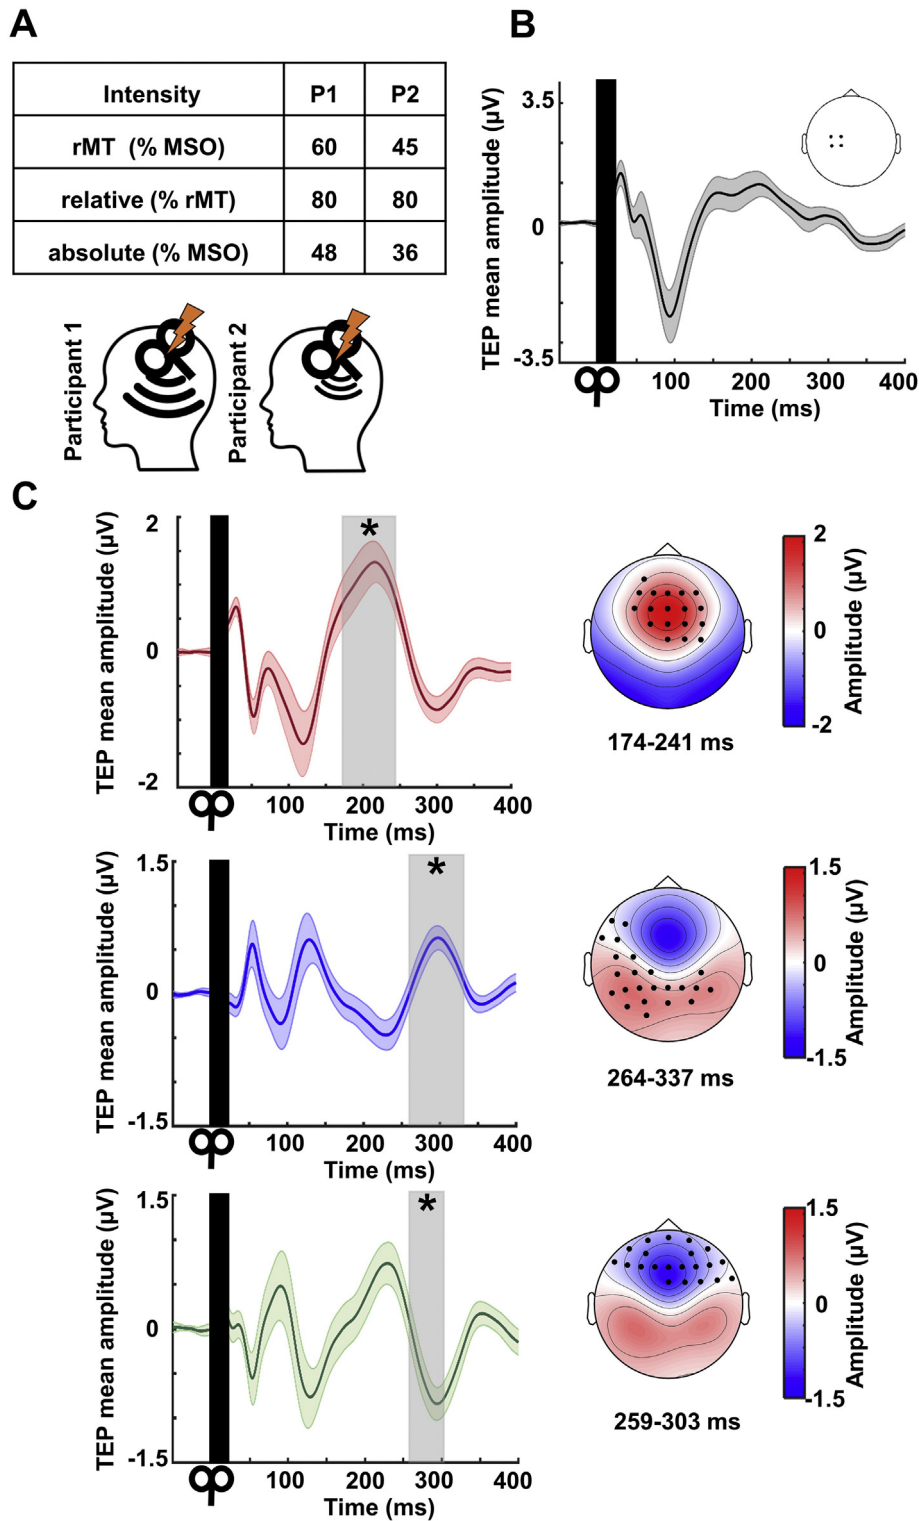 A
Intensity P1 P2
rMT (% MSO) 60 45
relative (% rMT) 80 80
absolute (% MSO) 48 36
Participant 1
Participant 2
B
TEP mean amplitude (µV)
3.5
0
-3.5
100 200 300 400
Time (ms)
C
TEP mean amplitude (µV)
2
0
-2
*
100 200 300 400
Time (ms)
174-241 ms
2
0
-2
Amplitude (µV)
TEP mean amplitude (µV)
1.5
0
-1.5
*
100 200 300 400
Time (ms)
264-337 ms
1.5
0
-1.5
Amplitude (µV)
TEP mean amplitude (µV)
1.5
0
-1.5
*
100 200 300 400
Time (ms)
259-303 ms
1.5
0
-1.5
Amplitude (µV)